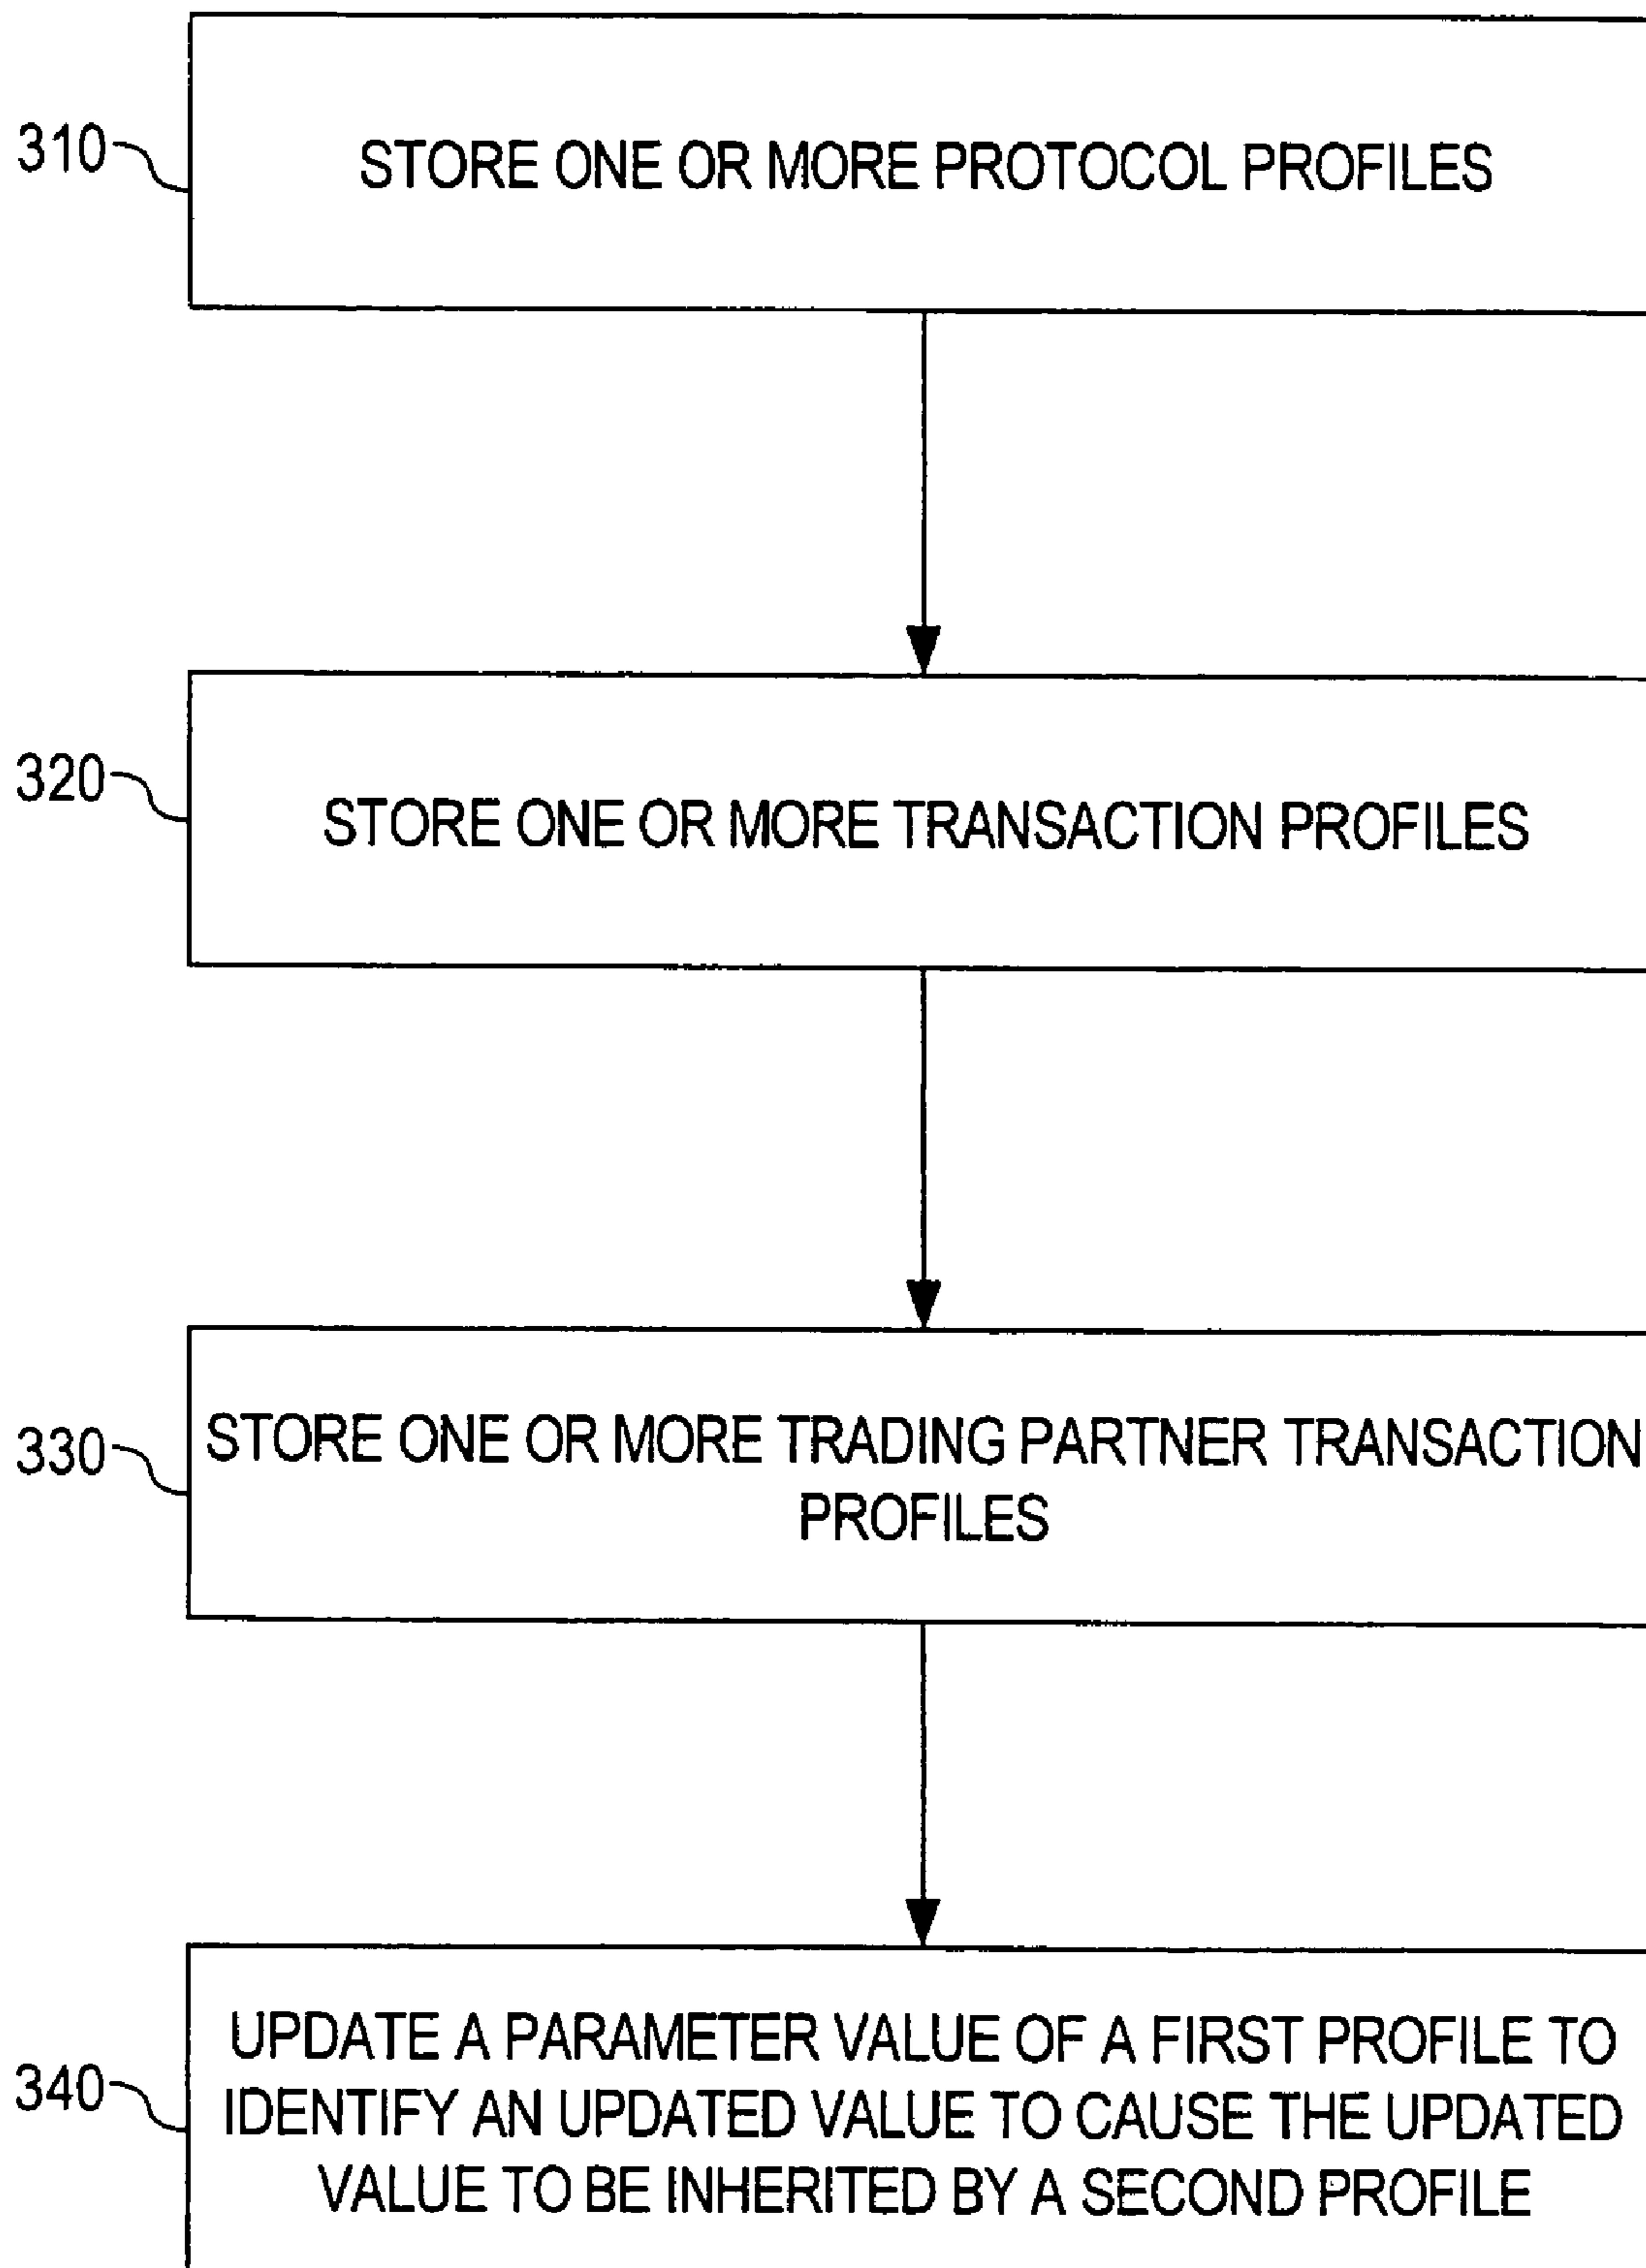 310
STORE ONE OR MORE PROTOCOL PROFILES
320
STORE ONE OR MORE TRANSACTION PROFILES
330
STORE ONE OR MORE TRADING PARTNER TRANSACTION
PROFILES
340
UPDATE A PARAMETER VALUE OF A FIRST PROFILE TO
IDENTIFY AN UPDATED VALUE TO CAUSE THE UPDATED
VALUE TO BE INHERITED BY A SECOND PROFILE